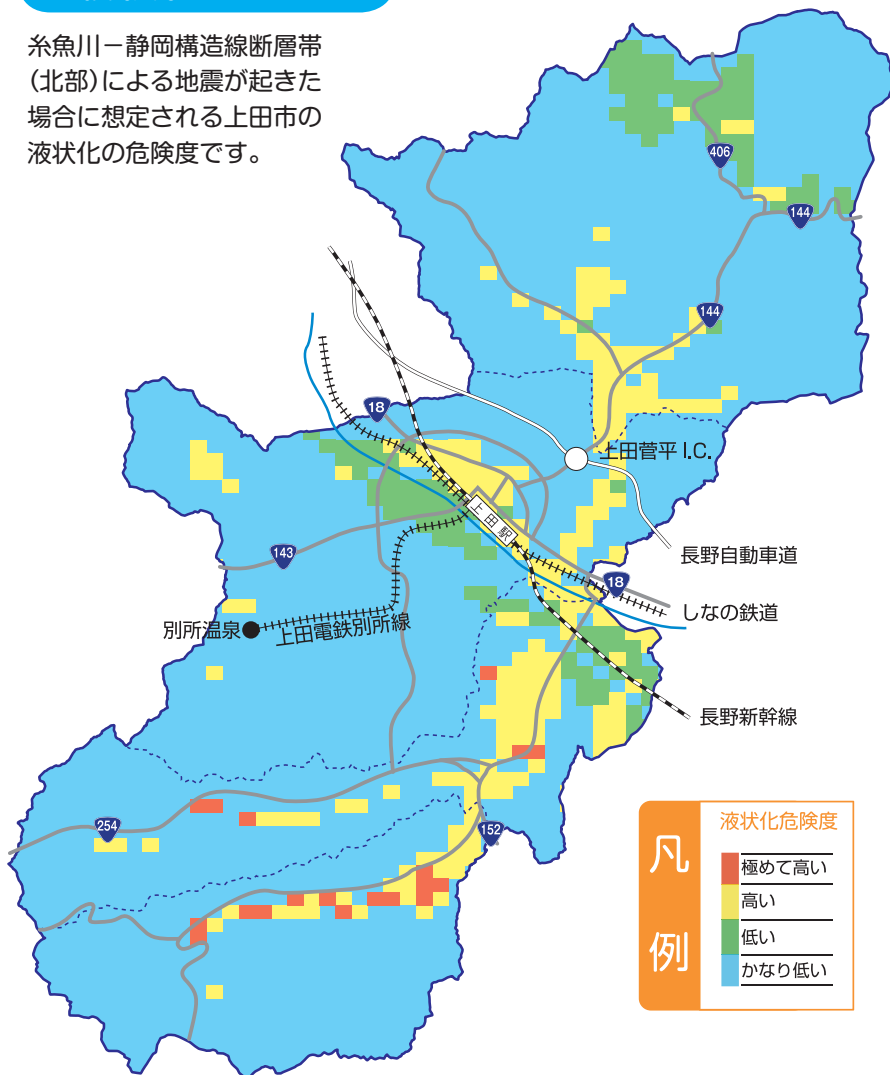 糸魚川－静岡構造線断層帯
(北部)による地震が起きた
場合に想定される上田市の
液状化の危険度です。
406
144
144
18
上田菅平 I.C.
上田駅
143
長野自動車道
18
しなの鉄道
別所温泉
上田電鉄別所線
長野新幹線
254
152
凡例
液状化危険度
極めて高い
高い
低い
かなり低い